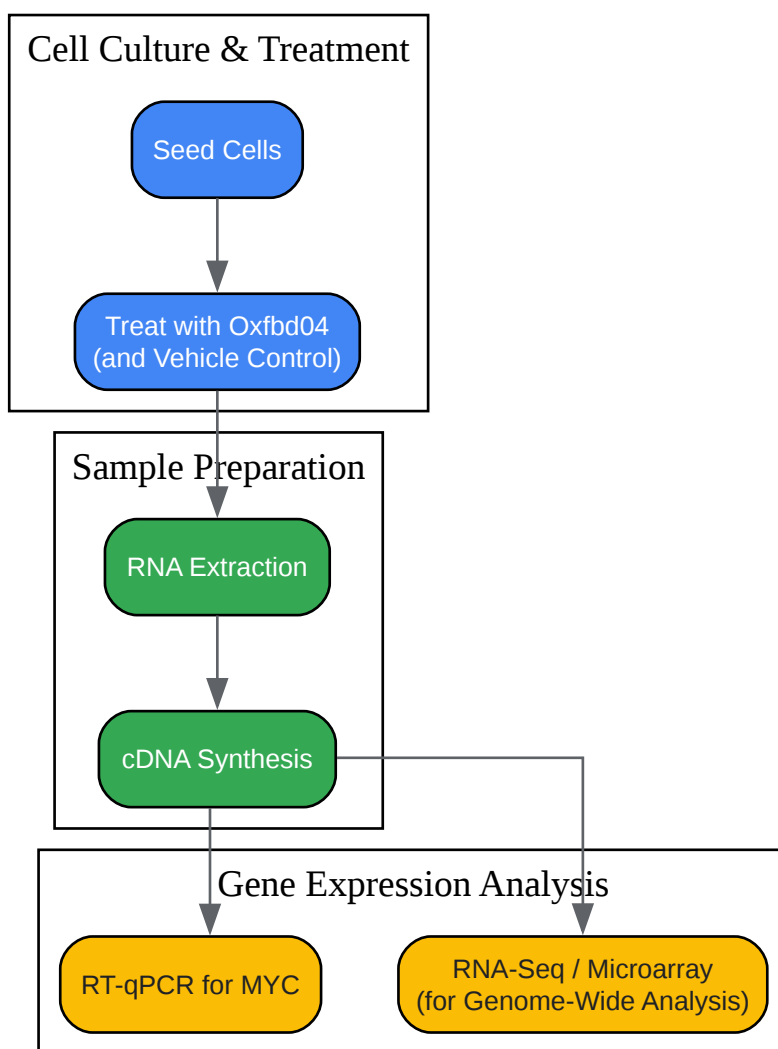 Cell Culture & Treatment
Seed Cells
Treat with Oxfbd04
(and Vehicle Control)
Sample Preparation
RNA Extraction
cDNA Synthesis
Gene Expression Analysis
RT-qPCR for MYC
RNA-Seq / Microarray
(for Genome-Wide Analysis)